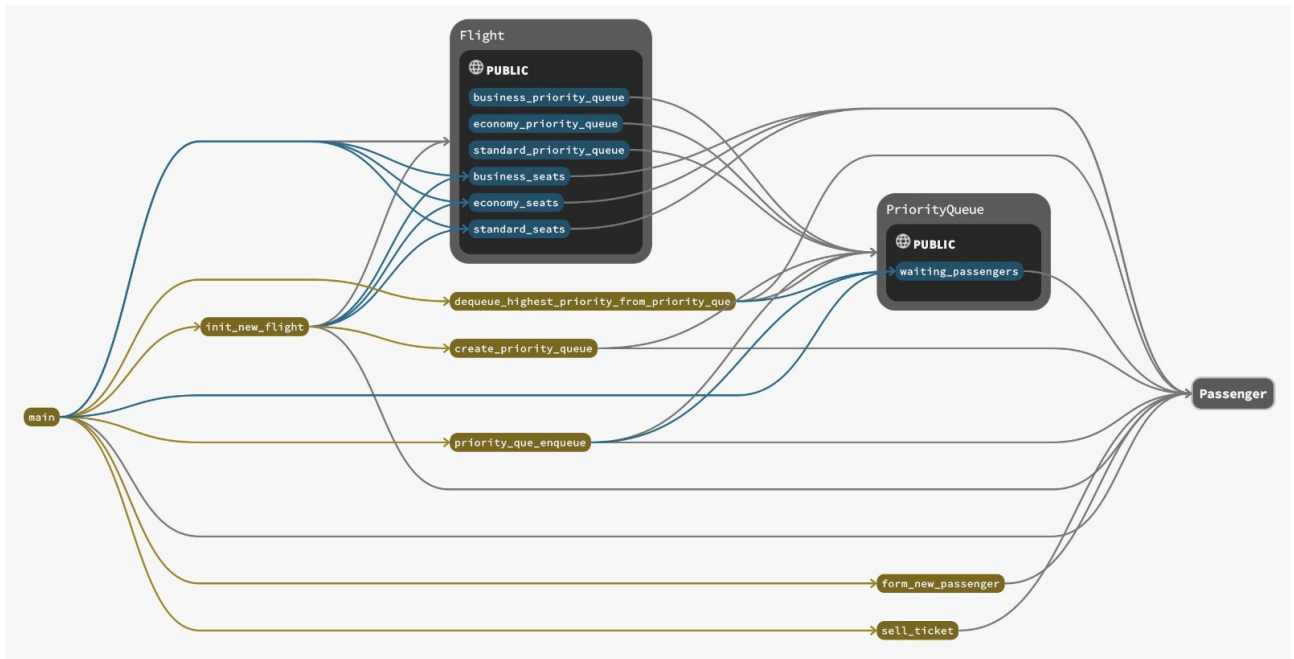 Flight
PUBLIC
business_priority_queue
economy_priority_queue
standard_priority_queue
business_seats
economy_seats
standard_seats
PriorityQueue
PUBLIC
waiting_passengers
dequeue_highest_priority_from_priority_que
init_new_flight
create_priority_queue
Passenger
main
priority_que_enqueue
form_new_passenger
sell_ticket